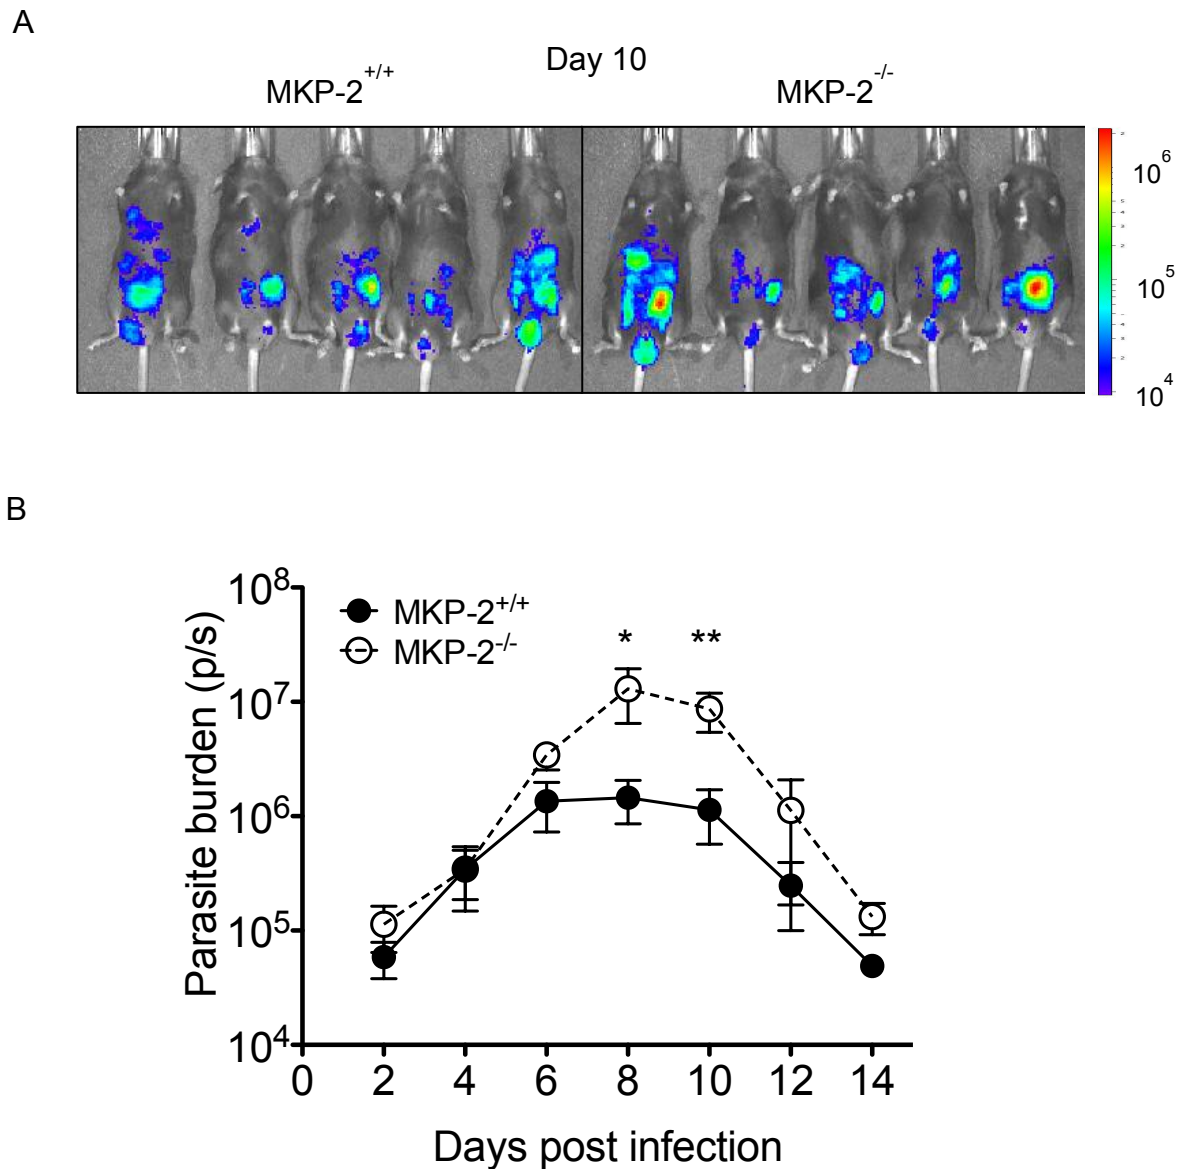 A
Day 10
MKP-2+/+ MKP-2-/-
10^6
10^5
10^4
B
10^8
10^7
10^6
10^5
10^4
MKP-2+/+
MKP-2-/-
* **
Parasite burden (p/s)
0 2 4 6 8 10 12 14
Days post infection